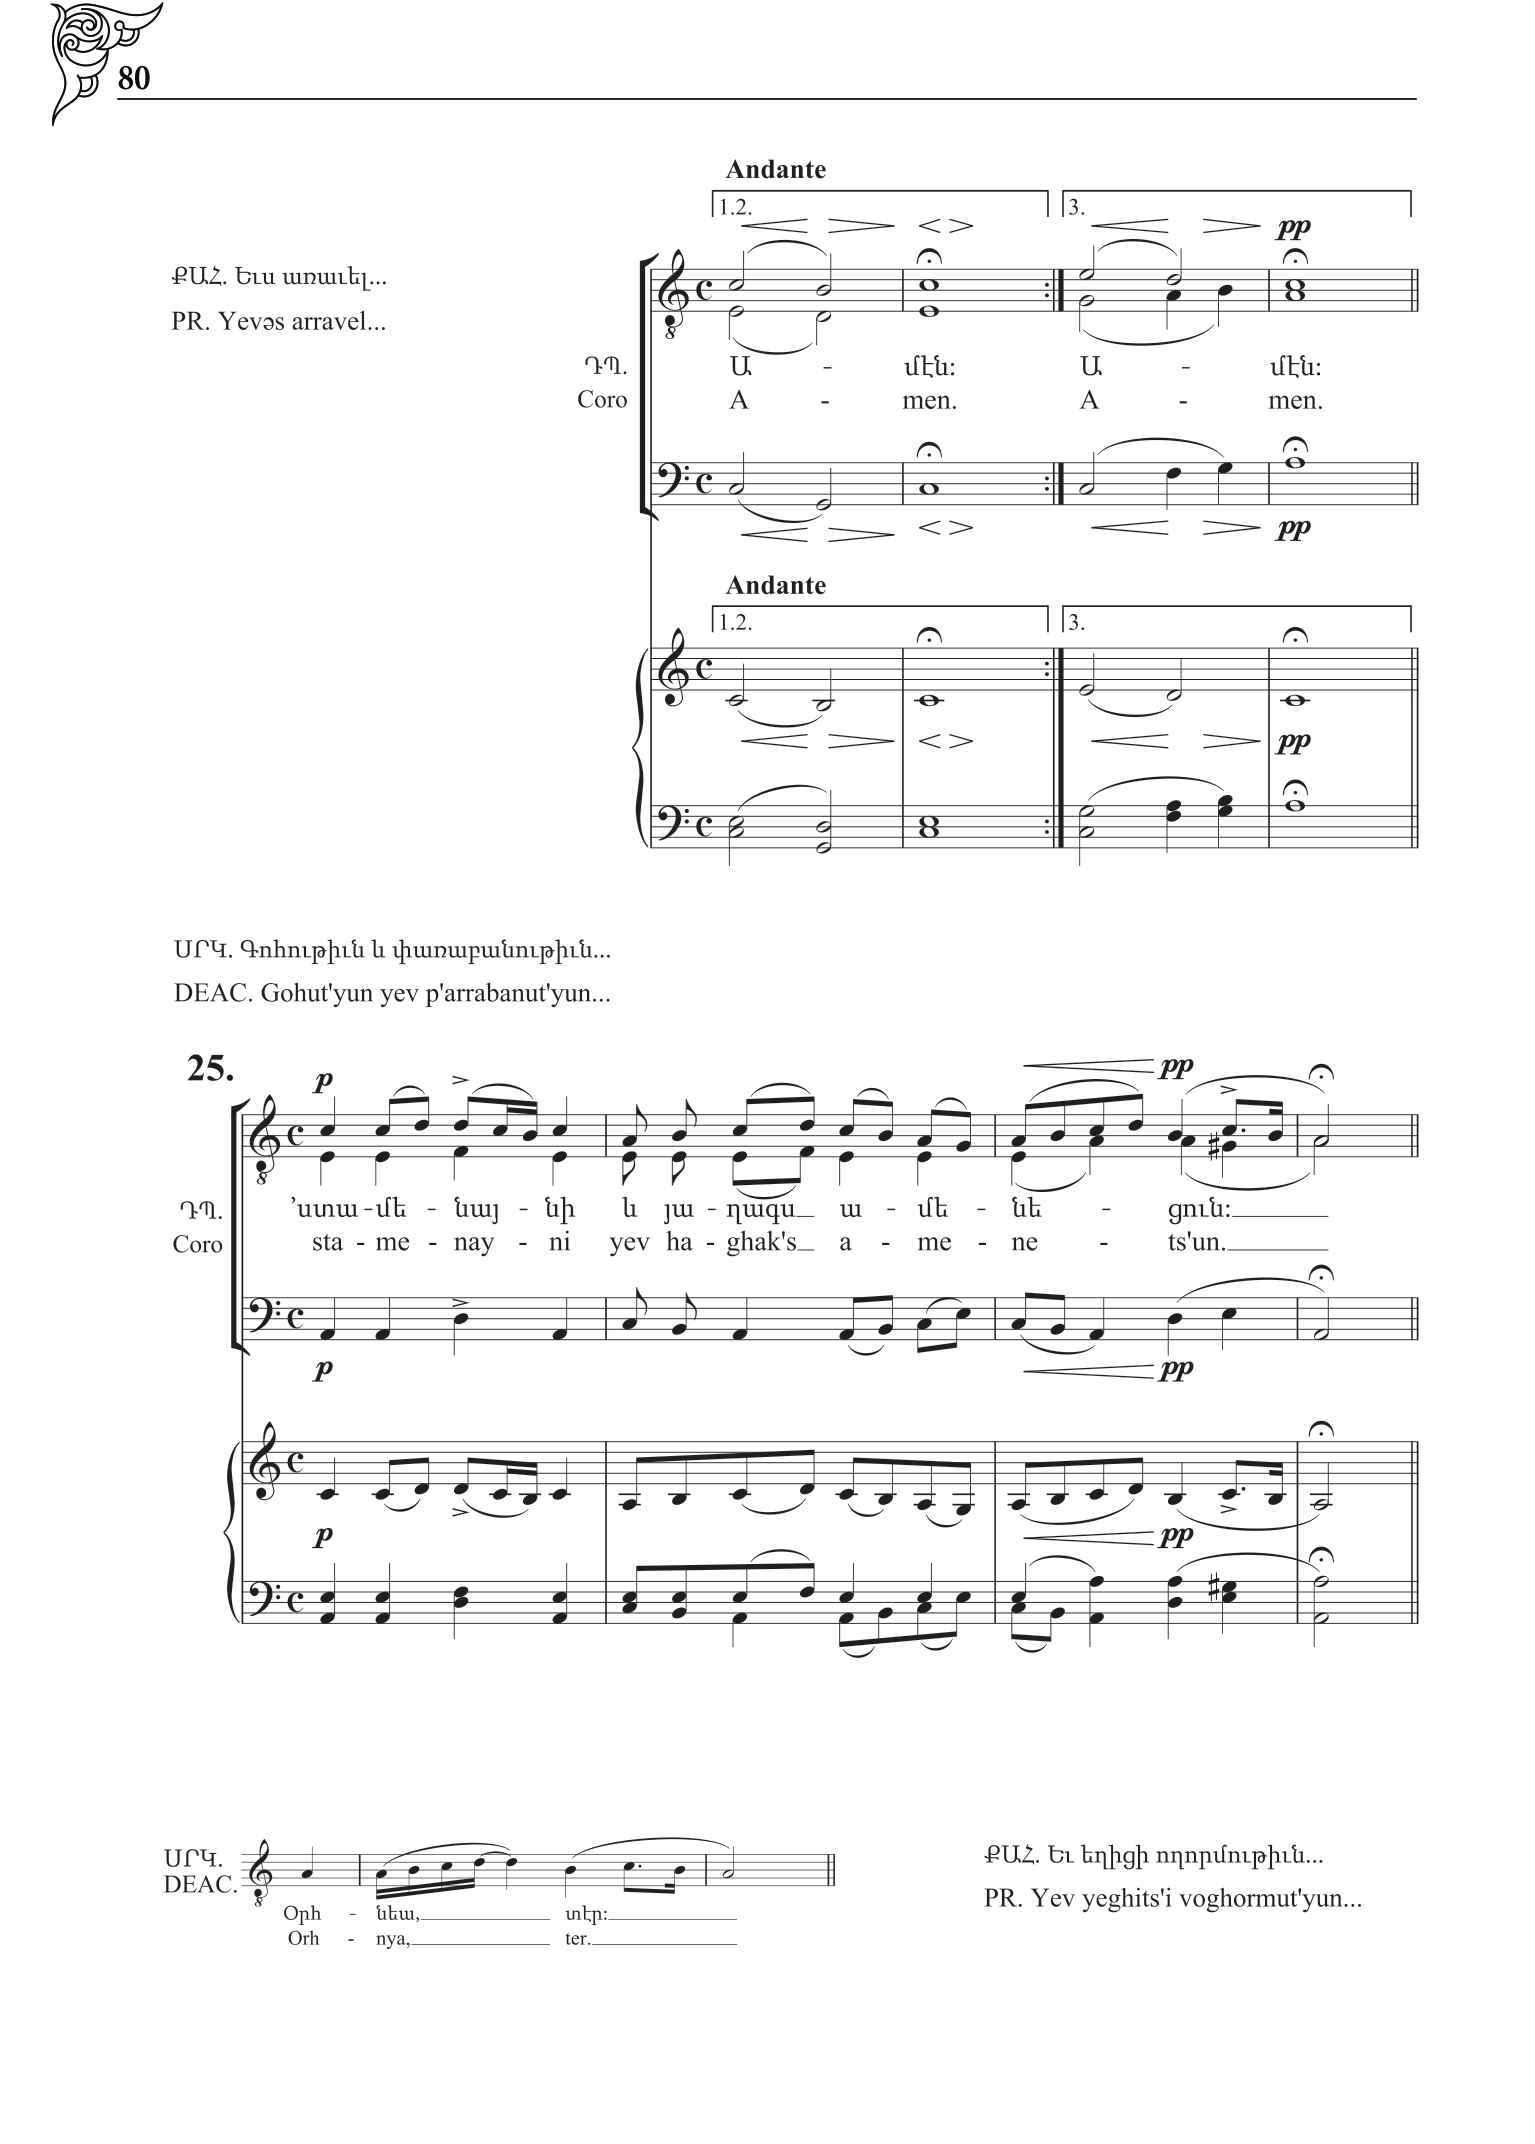 80
Andante
1.2.
3.
pp
ՔԱՀ. Եւս առաւել...
PR. Yevəs arravel...
ԴՊ. Ա - մէն: Ա - մէն:
Coro A - men. A - men.
pp
Andante
1.2.
3.
pp
ՍՐԿ. Գոհութիւն և փառաբանութիւն...
DEAC. Gohut'yun yev p'arrabanut'yun...
25.
p pp
ԴՊ. ’ստա - մե - նայ - նի և յա - ղագս_ ա - մե - նե - ցուն:
Coro sta - me - nay - ni yev ha - ghak's_ a - me - ne - ts'un.
p pp
p pp
ՍՐԿ.
DEAC.
Օրհ - նեա, տէր:
Orh - nya, ter.
ՔԱՀ. Եւ եղիցի ողորմութիւն...
PR. Yev yeghits'i voghormut'yun...